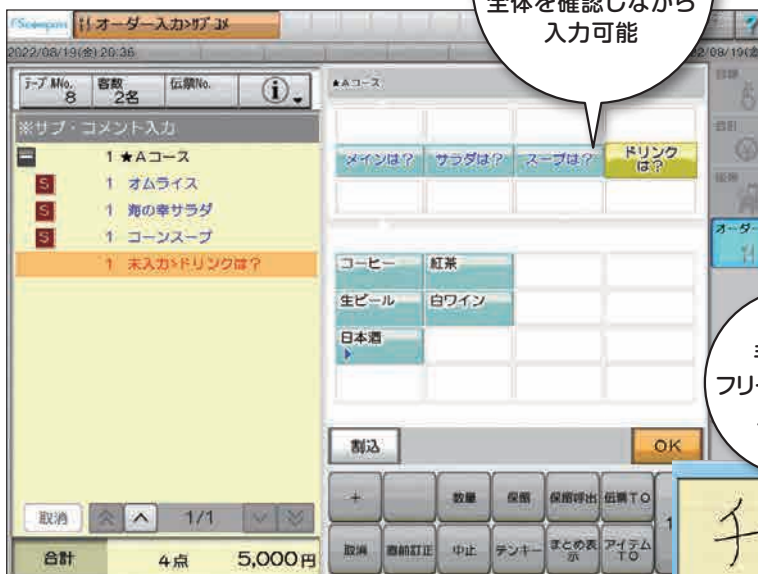 全体を確認しながら
入力可能
オーダー入力>ｻﾌﾞ ｺﾒ
2022/08/19(金) 20:36
ﾃｰﾌﾞﾙNo. 8
客数 2名
伝票No.
※サブ・コメント入力
1 ★Aコース
S 1 オムライス
S 1 海の幸サラダ
S 1 コーンスープ
1 未入力>ドリンクは？
取消
1/1
合計 4点 5,000円
★Aコース
メインは？ サラダは？ スープは？ ドリンクは？
コーヒー 紅茶
生ビール 白ワイン
日本酒
割込 OK
+ 数量 保留 保留呼出 伝票TO
取消 直前訂正 中止 テンキー まとめ表示 アイテムTO
オーダー
フリー
チ